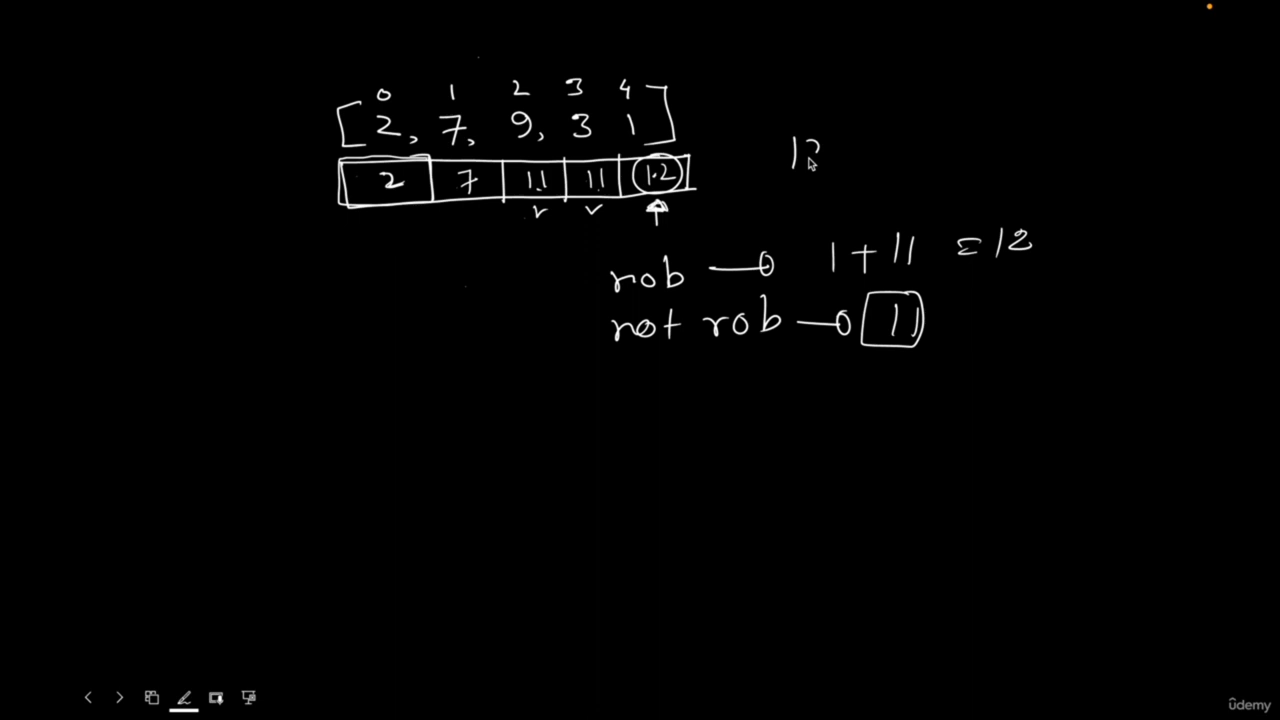 0 1 2 3 4
[2, 7, 9, 3 1]
2 7 11 11 12
12
rob 1 + 11 = 12
not rob 11
ûdemy